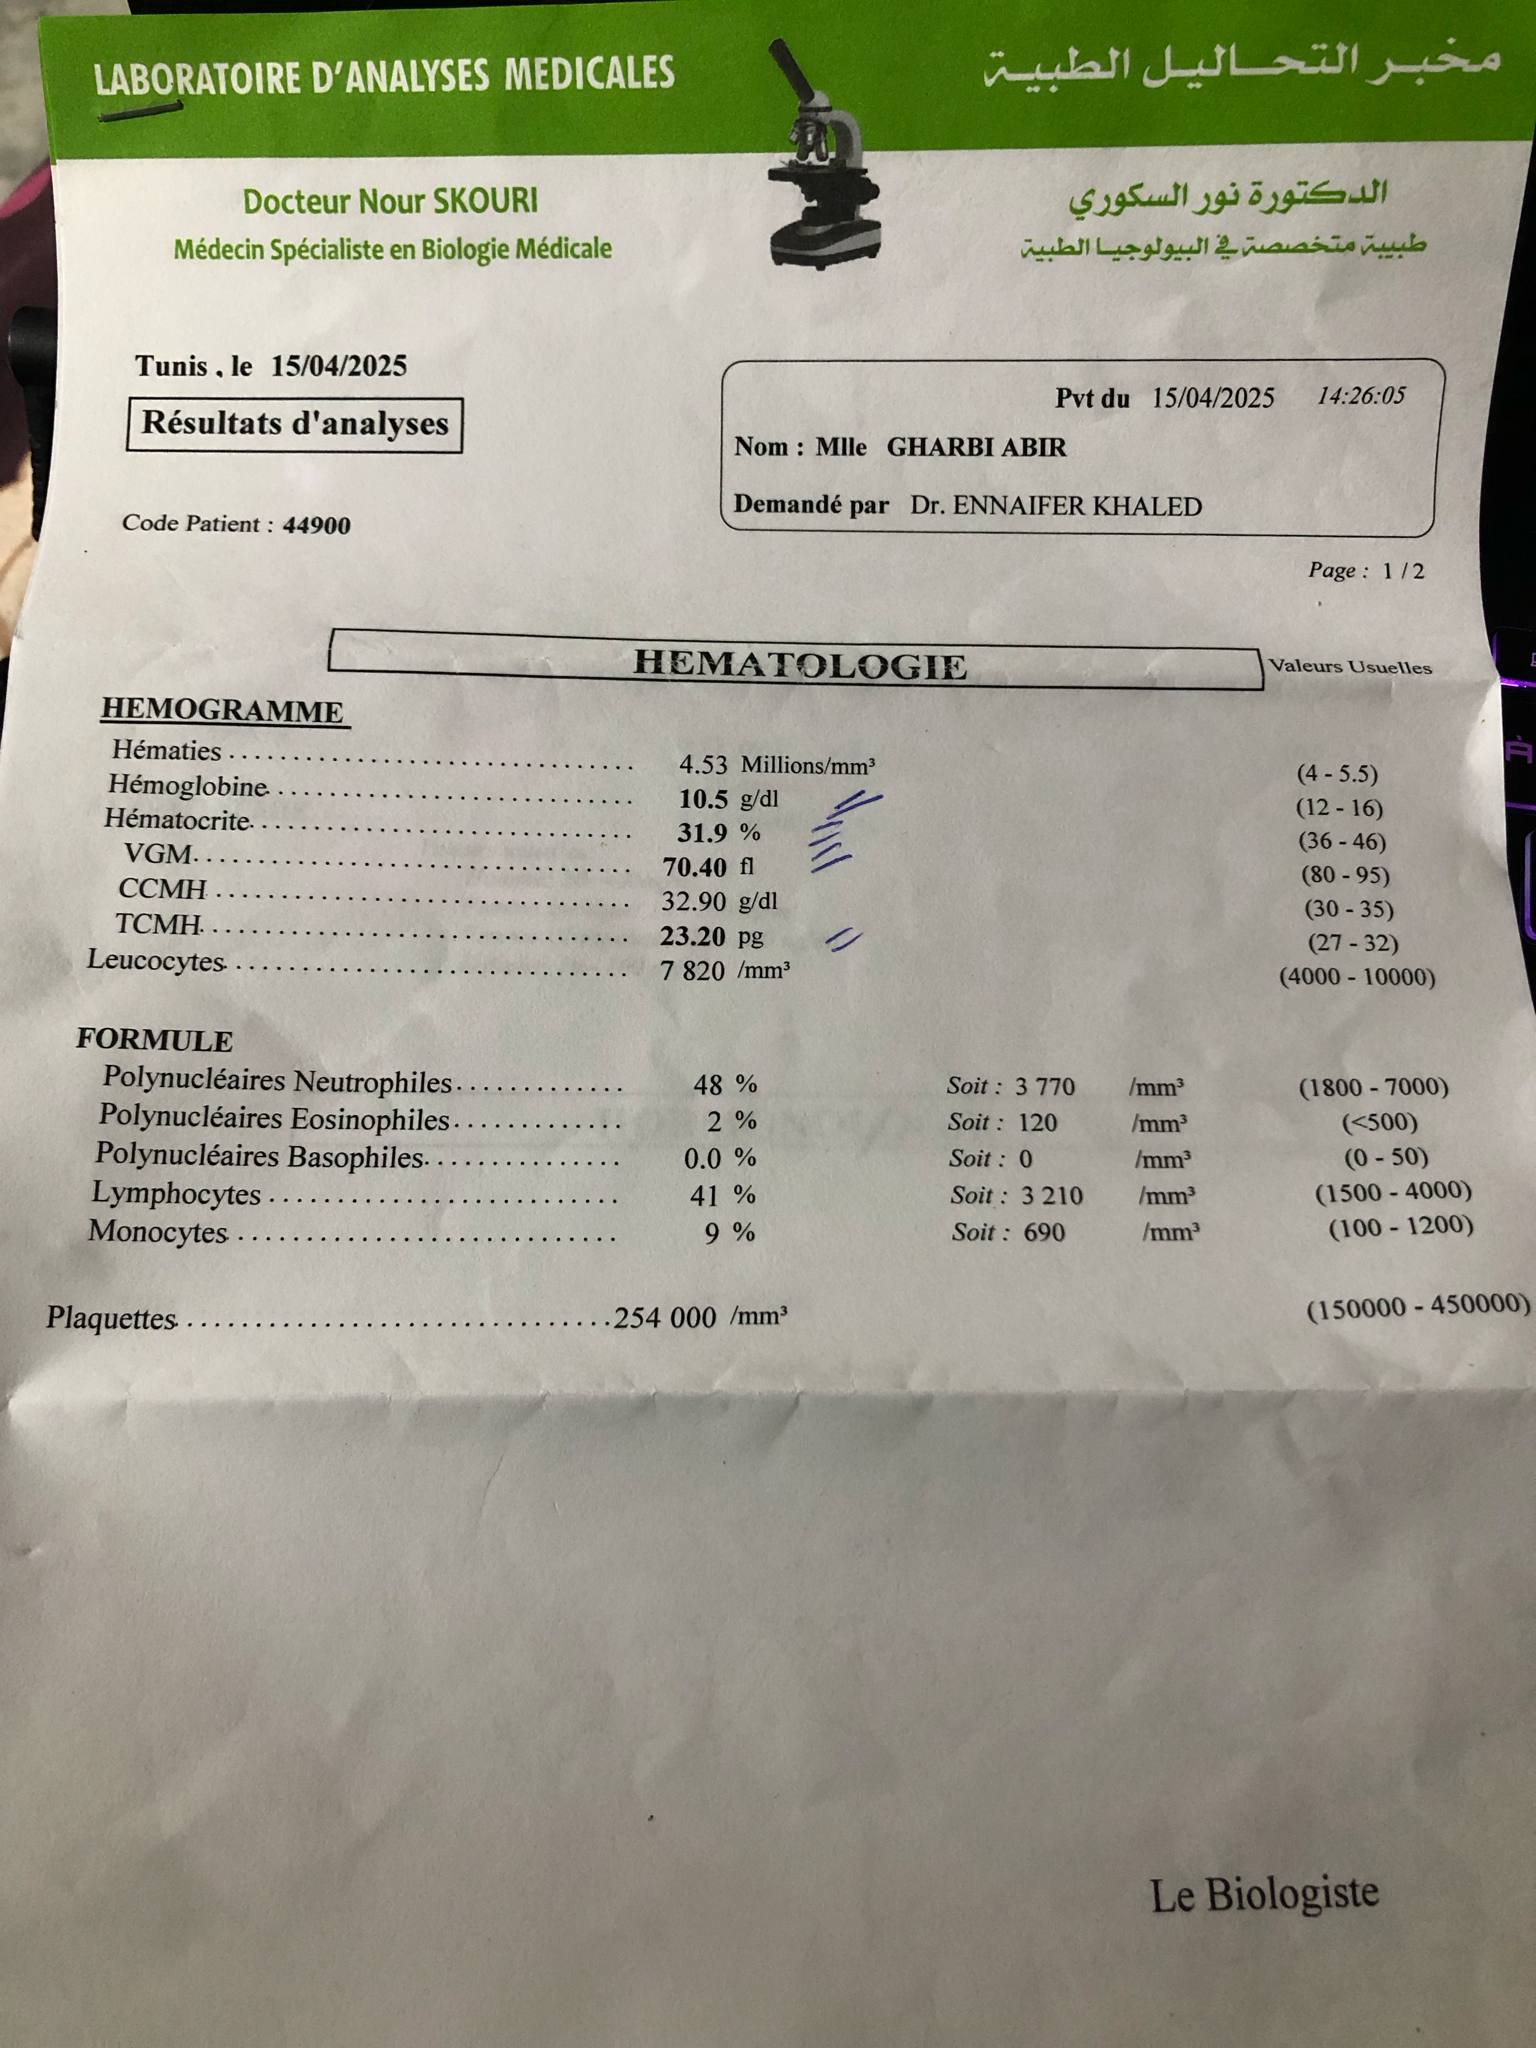 LABORATOIRE D'ANALYSES MEDICALES
مخبر التحاليل الطبية
Docteur Nour SKOURI
الدكتورة نور السكوري
Médecin Spécialiste en Biologie Médicale
طبيبة متخصصة في البيولوجيا الطبية
Tunis , le 15/04/2025
Résultats d'analyses
Code Patient : 44900
Pvt du 15/04/2025 14:26:05
Nom : Mlle GHARBI ABIR
Demandé par Dr. ENNAIFER KHALED
Page : 1 / 2
HEMATOLOGIE Valeurs Usuelles
HEMOGRAMME
Hématies 4.53 Millions/mm³ (4 - 5.5)
Hémoglobine 10.5 g/dl (12 - 16)
Hématocrite 31.9 % (36 - 46)
VGM 70.40 fl (80 - 95)
CCMH 32.90 g/dl (30 - 35)
TCMH 23.20 pg (27 - 32)
Leucocytes 7 820 /mm³ (4000 - 10000)
FORMULE
Polynucléaires Neutrophiles 48 % Soit : 3 770 /mm³ (1800 - 7000)
Polynucléaires Eosinophiles 2 % Soit : 120 /mm³ (<500)
Polynucléaires Basophiles 0.0 % Soit : 0 /mm³ (0 - 50)
Lymphocytes 41 % Soit : 3 210 /mm³ (1500 - 4000)
Monocytes 9 % Soit : 690 /mm³ (100 - 1200)
Plaquettes 254 000 /mm³ (150000 - 450000)
Le Biologiste